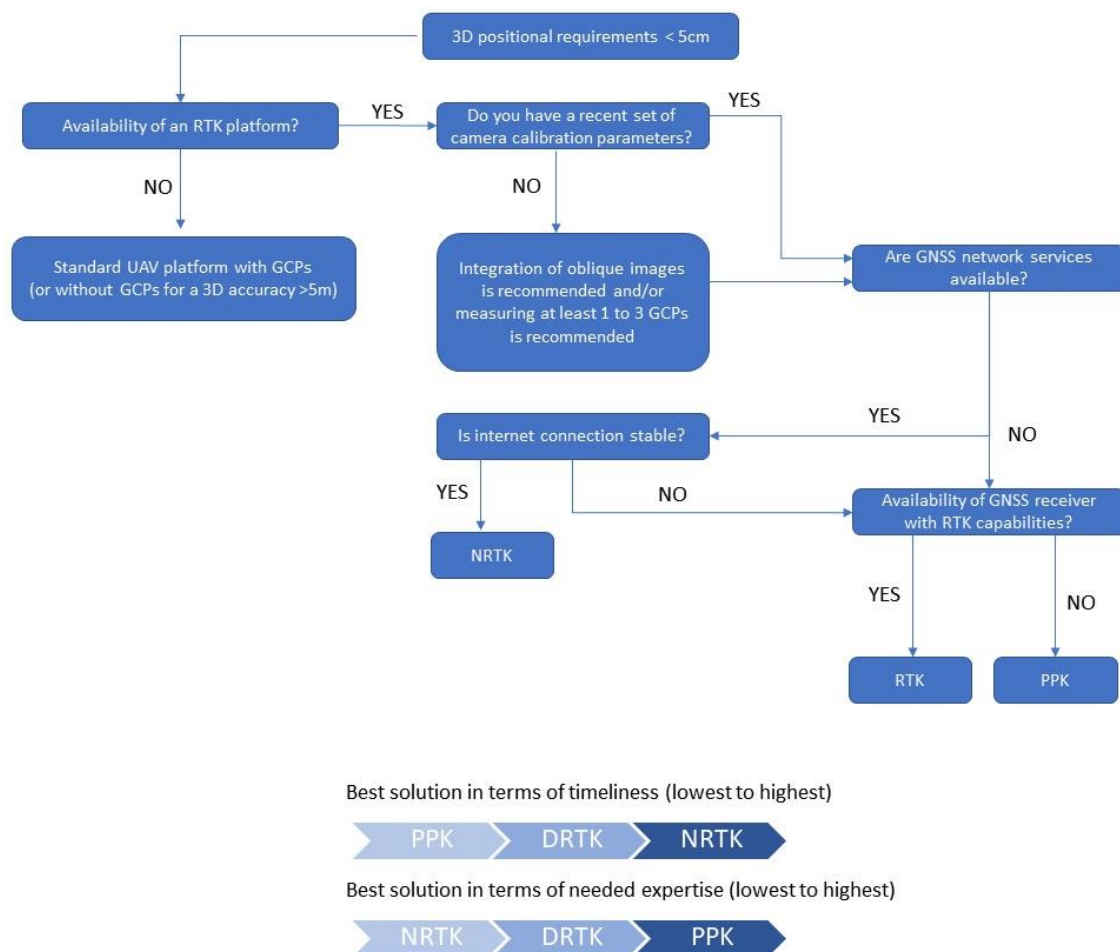 3D positional requirements < 5cm
Availability of an RTK platform?
YES
Do you have a recent set of
camera calibration parameters?
YES
NO
NO
Standard UAV platform with GCPs
(or without GCPs for a 3D accuracy >5m)
Integration of oblique images
is recommended and/or
measuring at least 1 to 3 GCPs
is recommended
Are GNSS network services
available?
YES
NO
Is internet connection stable?
YES
NO
Availability of GNSS receiver
with RTK capabilities?
NRTK
YES
NO
RTK
PPK
Best solution in terms of timeliness (lowest to highest)
PPK
DRTK
NRTK
Best solution in terms of needed expertise (lowest to highest)
NRTK
DRTK
PPK